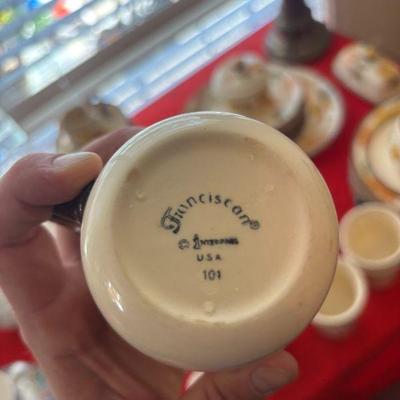 Franciscan®
© INTERPACE
USA
101